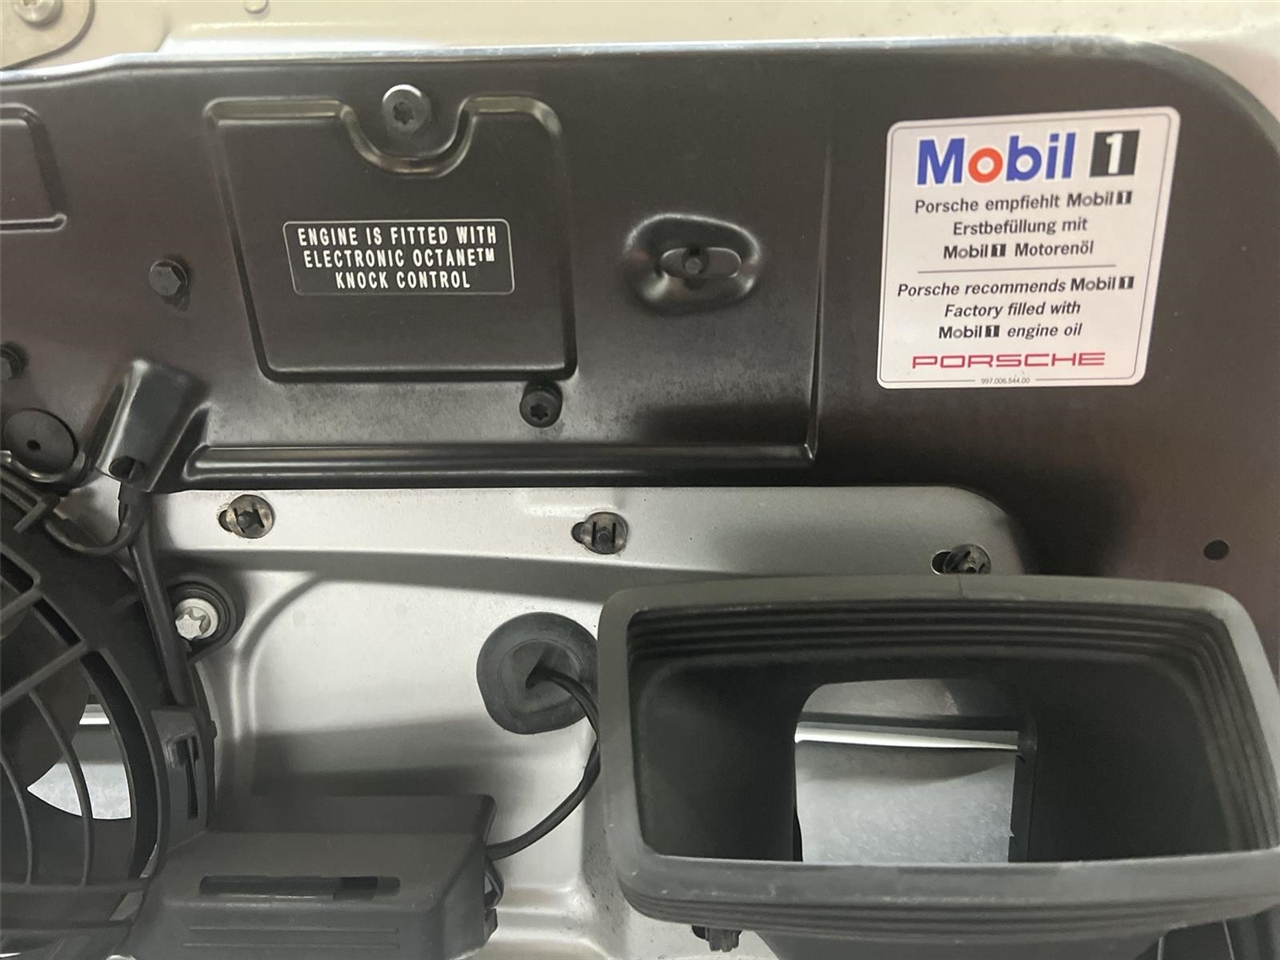 ENGINE IS FITTED WITH
ELECTRONIC OCTANE™
KNOCK CONTROL
Mobil 1
Porsche empfiehlt Mobil 1
Erstbefüllung mit
Mobil 1 Motorenöl
Porsche recommends Mobil 1
Factory filled with
Mobil 1 engine oil
PORSCHE
997.006.544.00